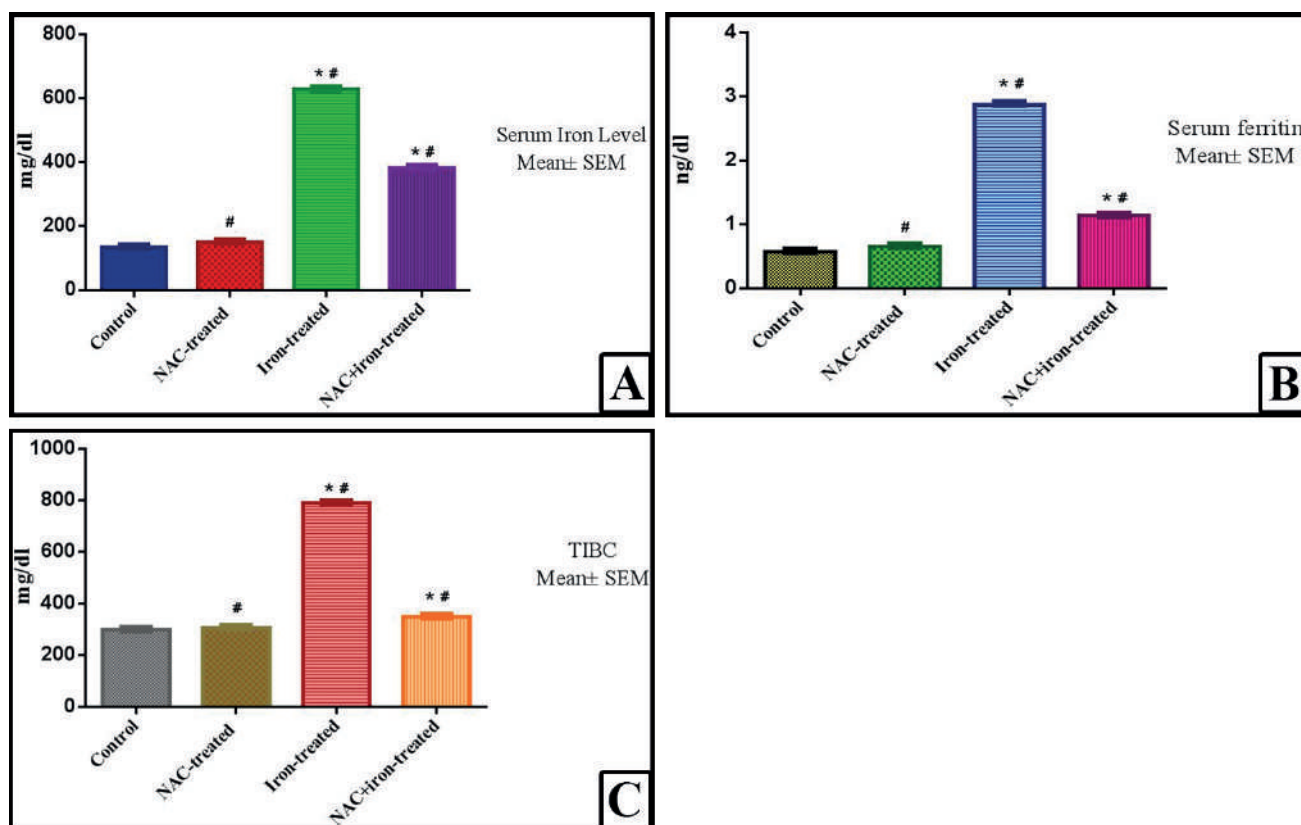 800
600
400
200
0
mg/dl
* #
#
* #
Serum Iron Level
Mean± SEM
Control
NAC-treated
Iron-treated
NAC+iron-treated
A
4
3
2
1
0
ng/dl
* #
#
* #
Serum ferritin
Mean± SEM
Control
NAC-treated
Iron-treated
NAC+iron-treated
B
1000
800
600
400
200
0
mg/dl
* #
#
* #
TIBC
Mean± SEM
Control
NAC-treated
Iron-treated
NAC+iron-treated
C